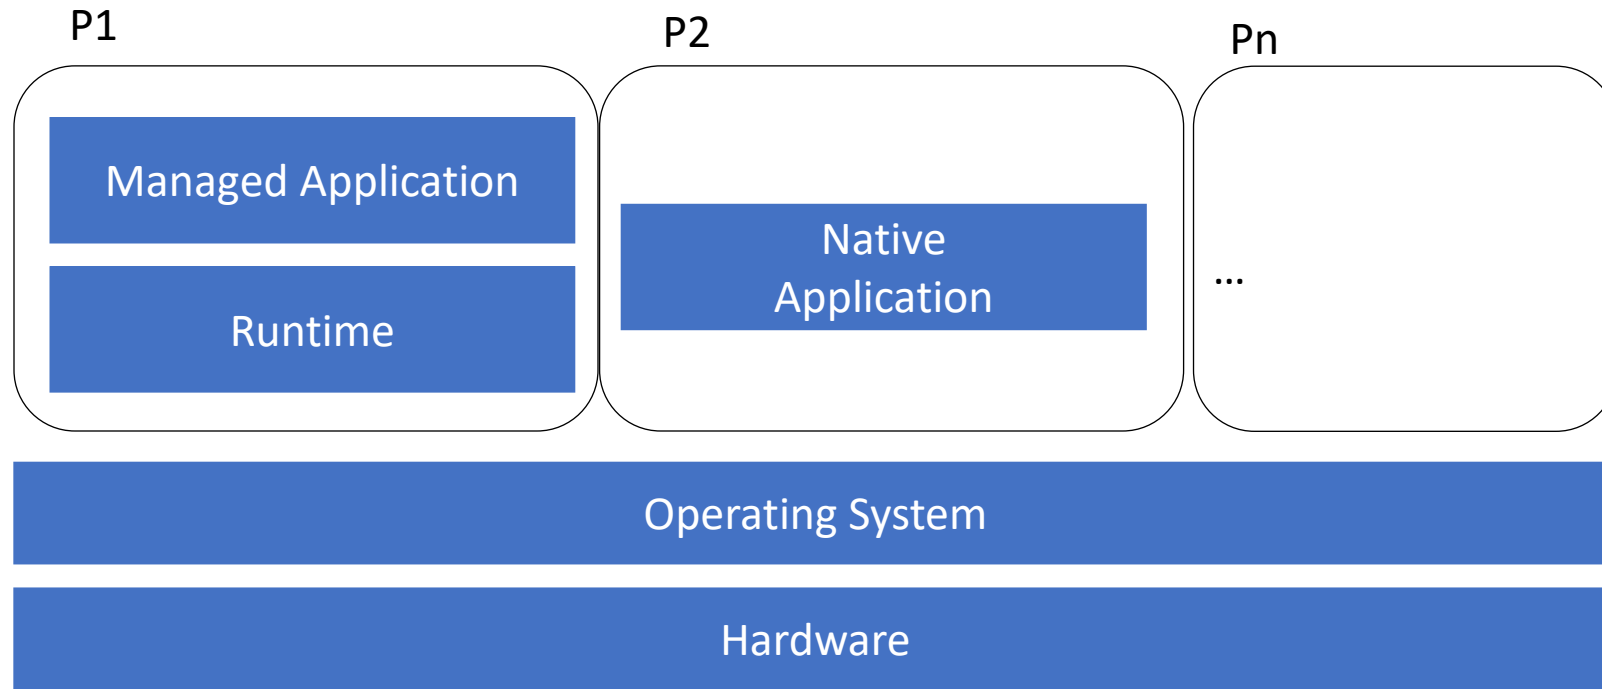 P1
P2
Pn
Managed Application
Runtime
Native
Application
...
Operating System
Hardware